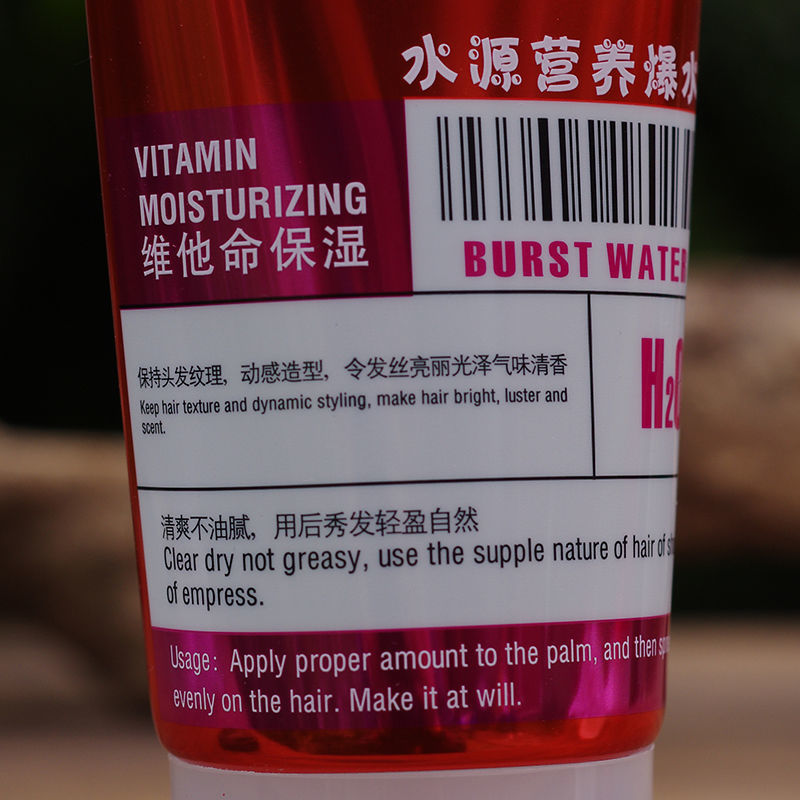 水源营养爆水
VITAMIN
MOISTURIZING
维他命保湿
BURST WATER
保持头发纹理, 动感造型, 令发丝亮丽光泽气味清香
Keep hair texture and dynamic styling, make hair bright, luster and
scent.
清爽不油腻, 用后秀发轻盈自然
Clear dry not greasy, use the supple nature of hair of
of empress.
Usage: Apply proper amount to the palm, and then
evenly on the hair. Make it at will.